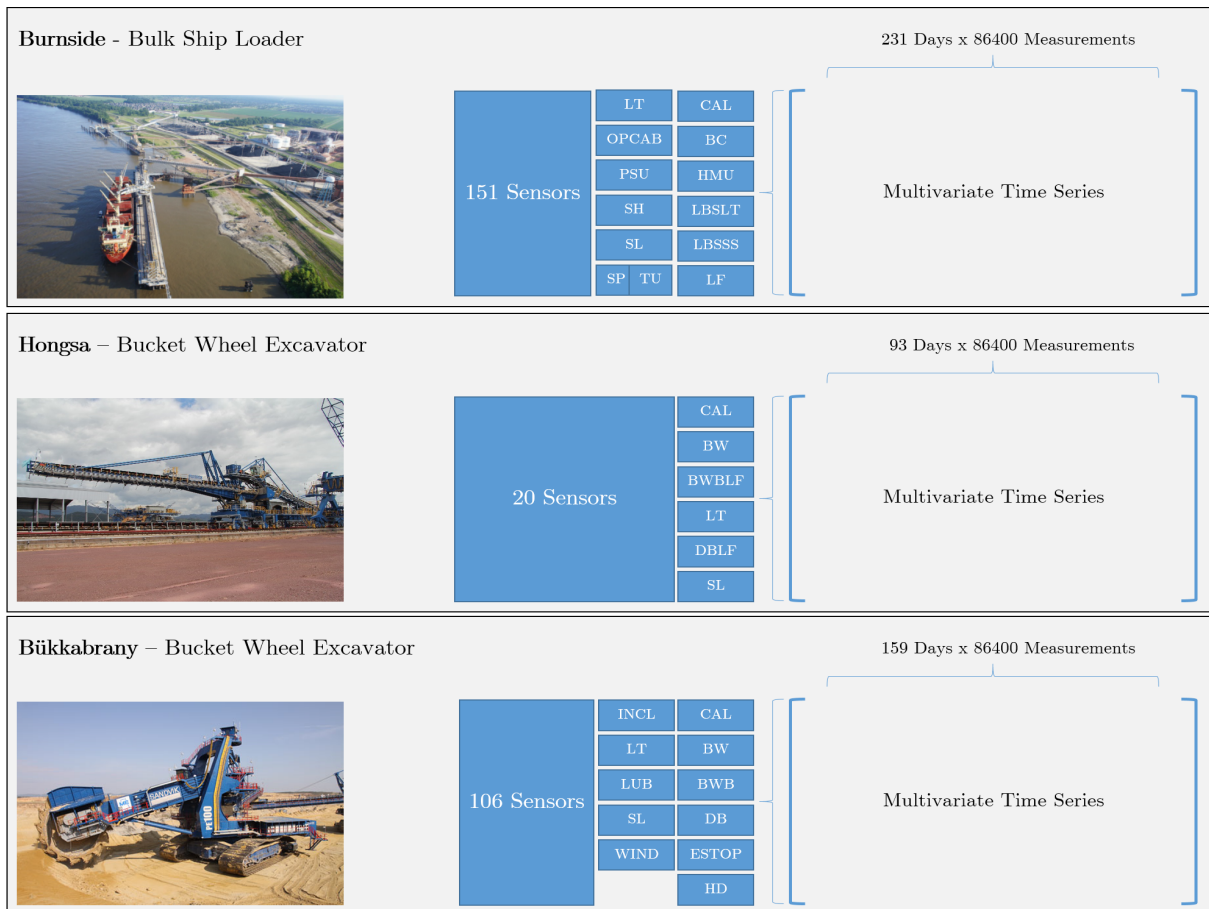 Burnside - Bulk Ship Loader
231 Days x 86400 Measurements
151 Sensors
LT
CAL
OPCAB
BC
PSU
HMU
SH
LBSLT
SL
LBSSS
SP
TU
LF
Multivariate Time Series
Hongsa – Bucket Wheel Excavator
93 Days x 86400 Measurements
20 Sensors
CAL
BW
BWBLF
LT
DBLF
SL
Multivariate Time Series
Bükkabrany – Bucket Wheel Excavator
159 Days x 86400 Measurements
SANDVIK
PE100
106 Sensors
INCL
CAL
LT
BW
LUB
BWB
SL
DB
WIND
ESTOP
HD
Multivariate Time Series